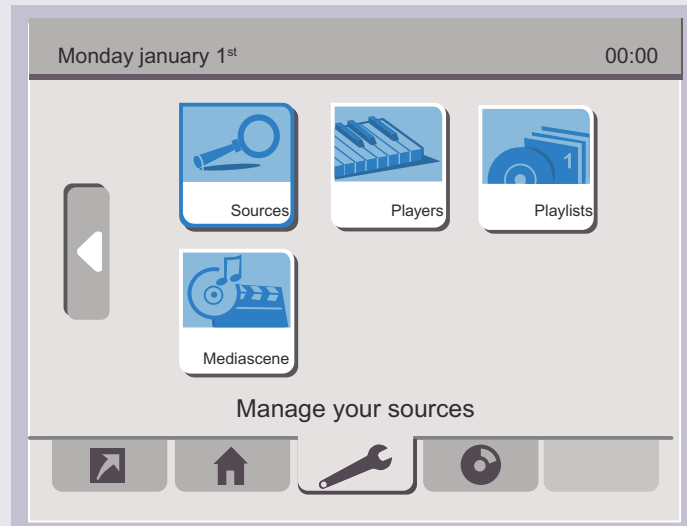 Monday january 1st 00:00
Sources Players Playlists
1
Mediascene
Manage your sources